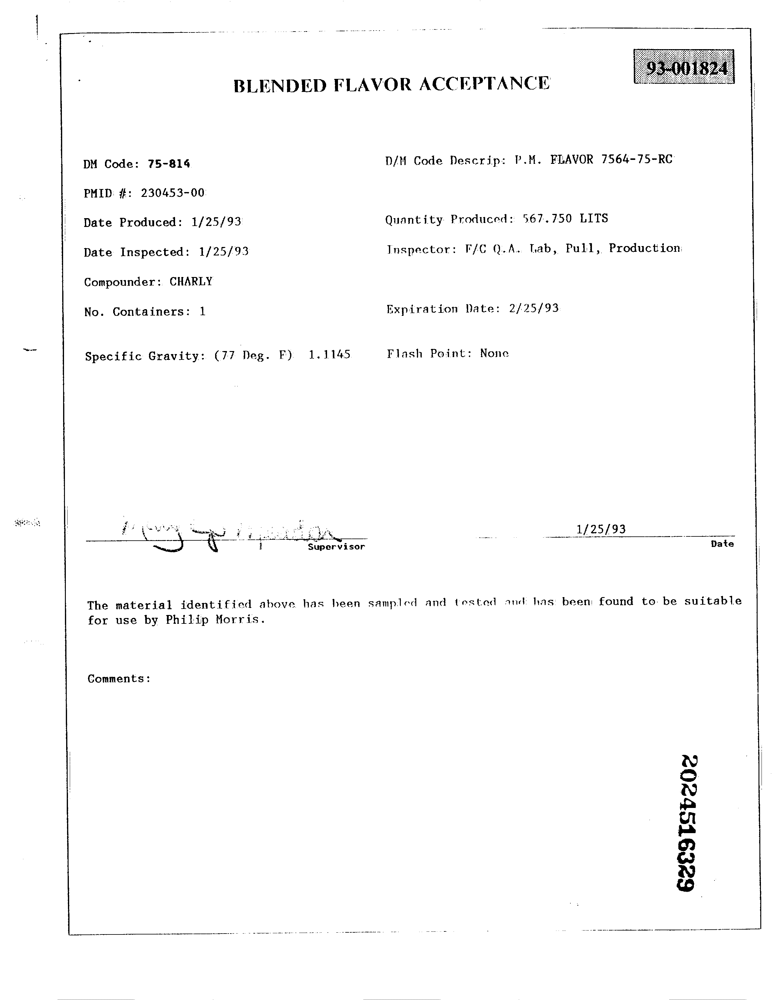 93-001824
BLENDED FLAVOR ACCEPTANCE
DM Code: 75-814 D/M Code Descrip: P.M. FLAVOR 7564-75-RC
PMID #: 230453-00
Date Produced: 1/25/93 Quantity Produced: 567.750 LITS
Date Inspected: 1/25/93 Inspector: F/C Q.A. Lab, Pull, Production
Compounder: CHARLY
No. Containers: 1 Expiration Date: 2/25/93
Specific Gravity: (77 Deg. F) 1.1145 Flash Point: None
Mary 1/25/93
Supervisor Date
The material identified above has been sampled and tested and has been found to be suitable
for use by Philip Morris.
Comments:
2024516329